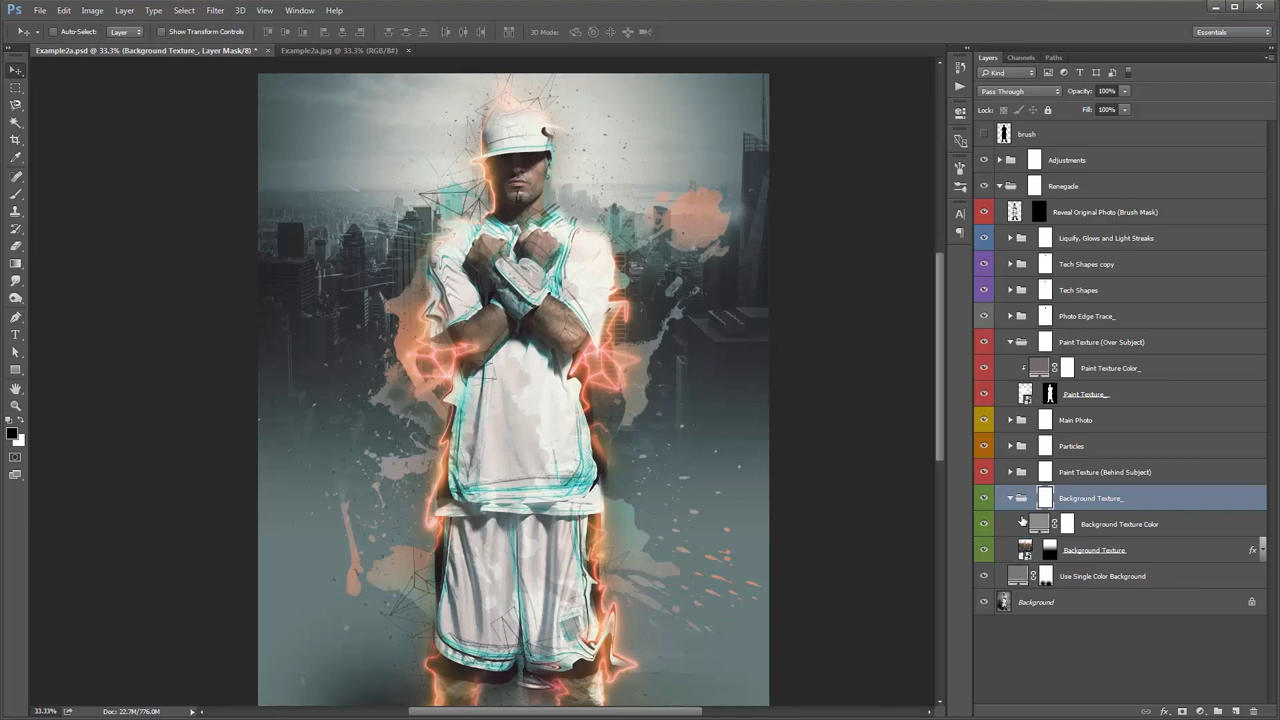 Ps File Edit Image Layer Type Select Filter 3D View Window Help
Auto-Select: Layer Show Transform Controls 3D Mode: Essentials
Example2a.psd @ 33.3% (Background Texture_, Layer Mask/8) * × Example2a.jpg @ 33.3% (RGB/8#) ×
Layers Channels Paths
Kind
Pass Through Opacity: 100%
Lock: Fill: 100%
brush
Adjustments
Renegade
Reveal Original Photo (Brush Mask)
Liquify, Glows and Light Streaks
Tech Shapes copy
Tech Shapes
Photo Edge Trace_
Paint Texture (Over Subject)
Paint Texture Color_
Paint Texture_
Main Photo
Particles
Paint Texture (Behind Subject)
Background Texture_
Background Texture Color
Background Texture
fx
Use Single Color Background
Background
33.33% Doc: 22.7M/776.0M
fx